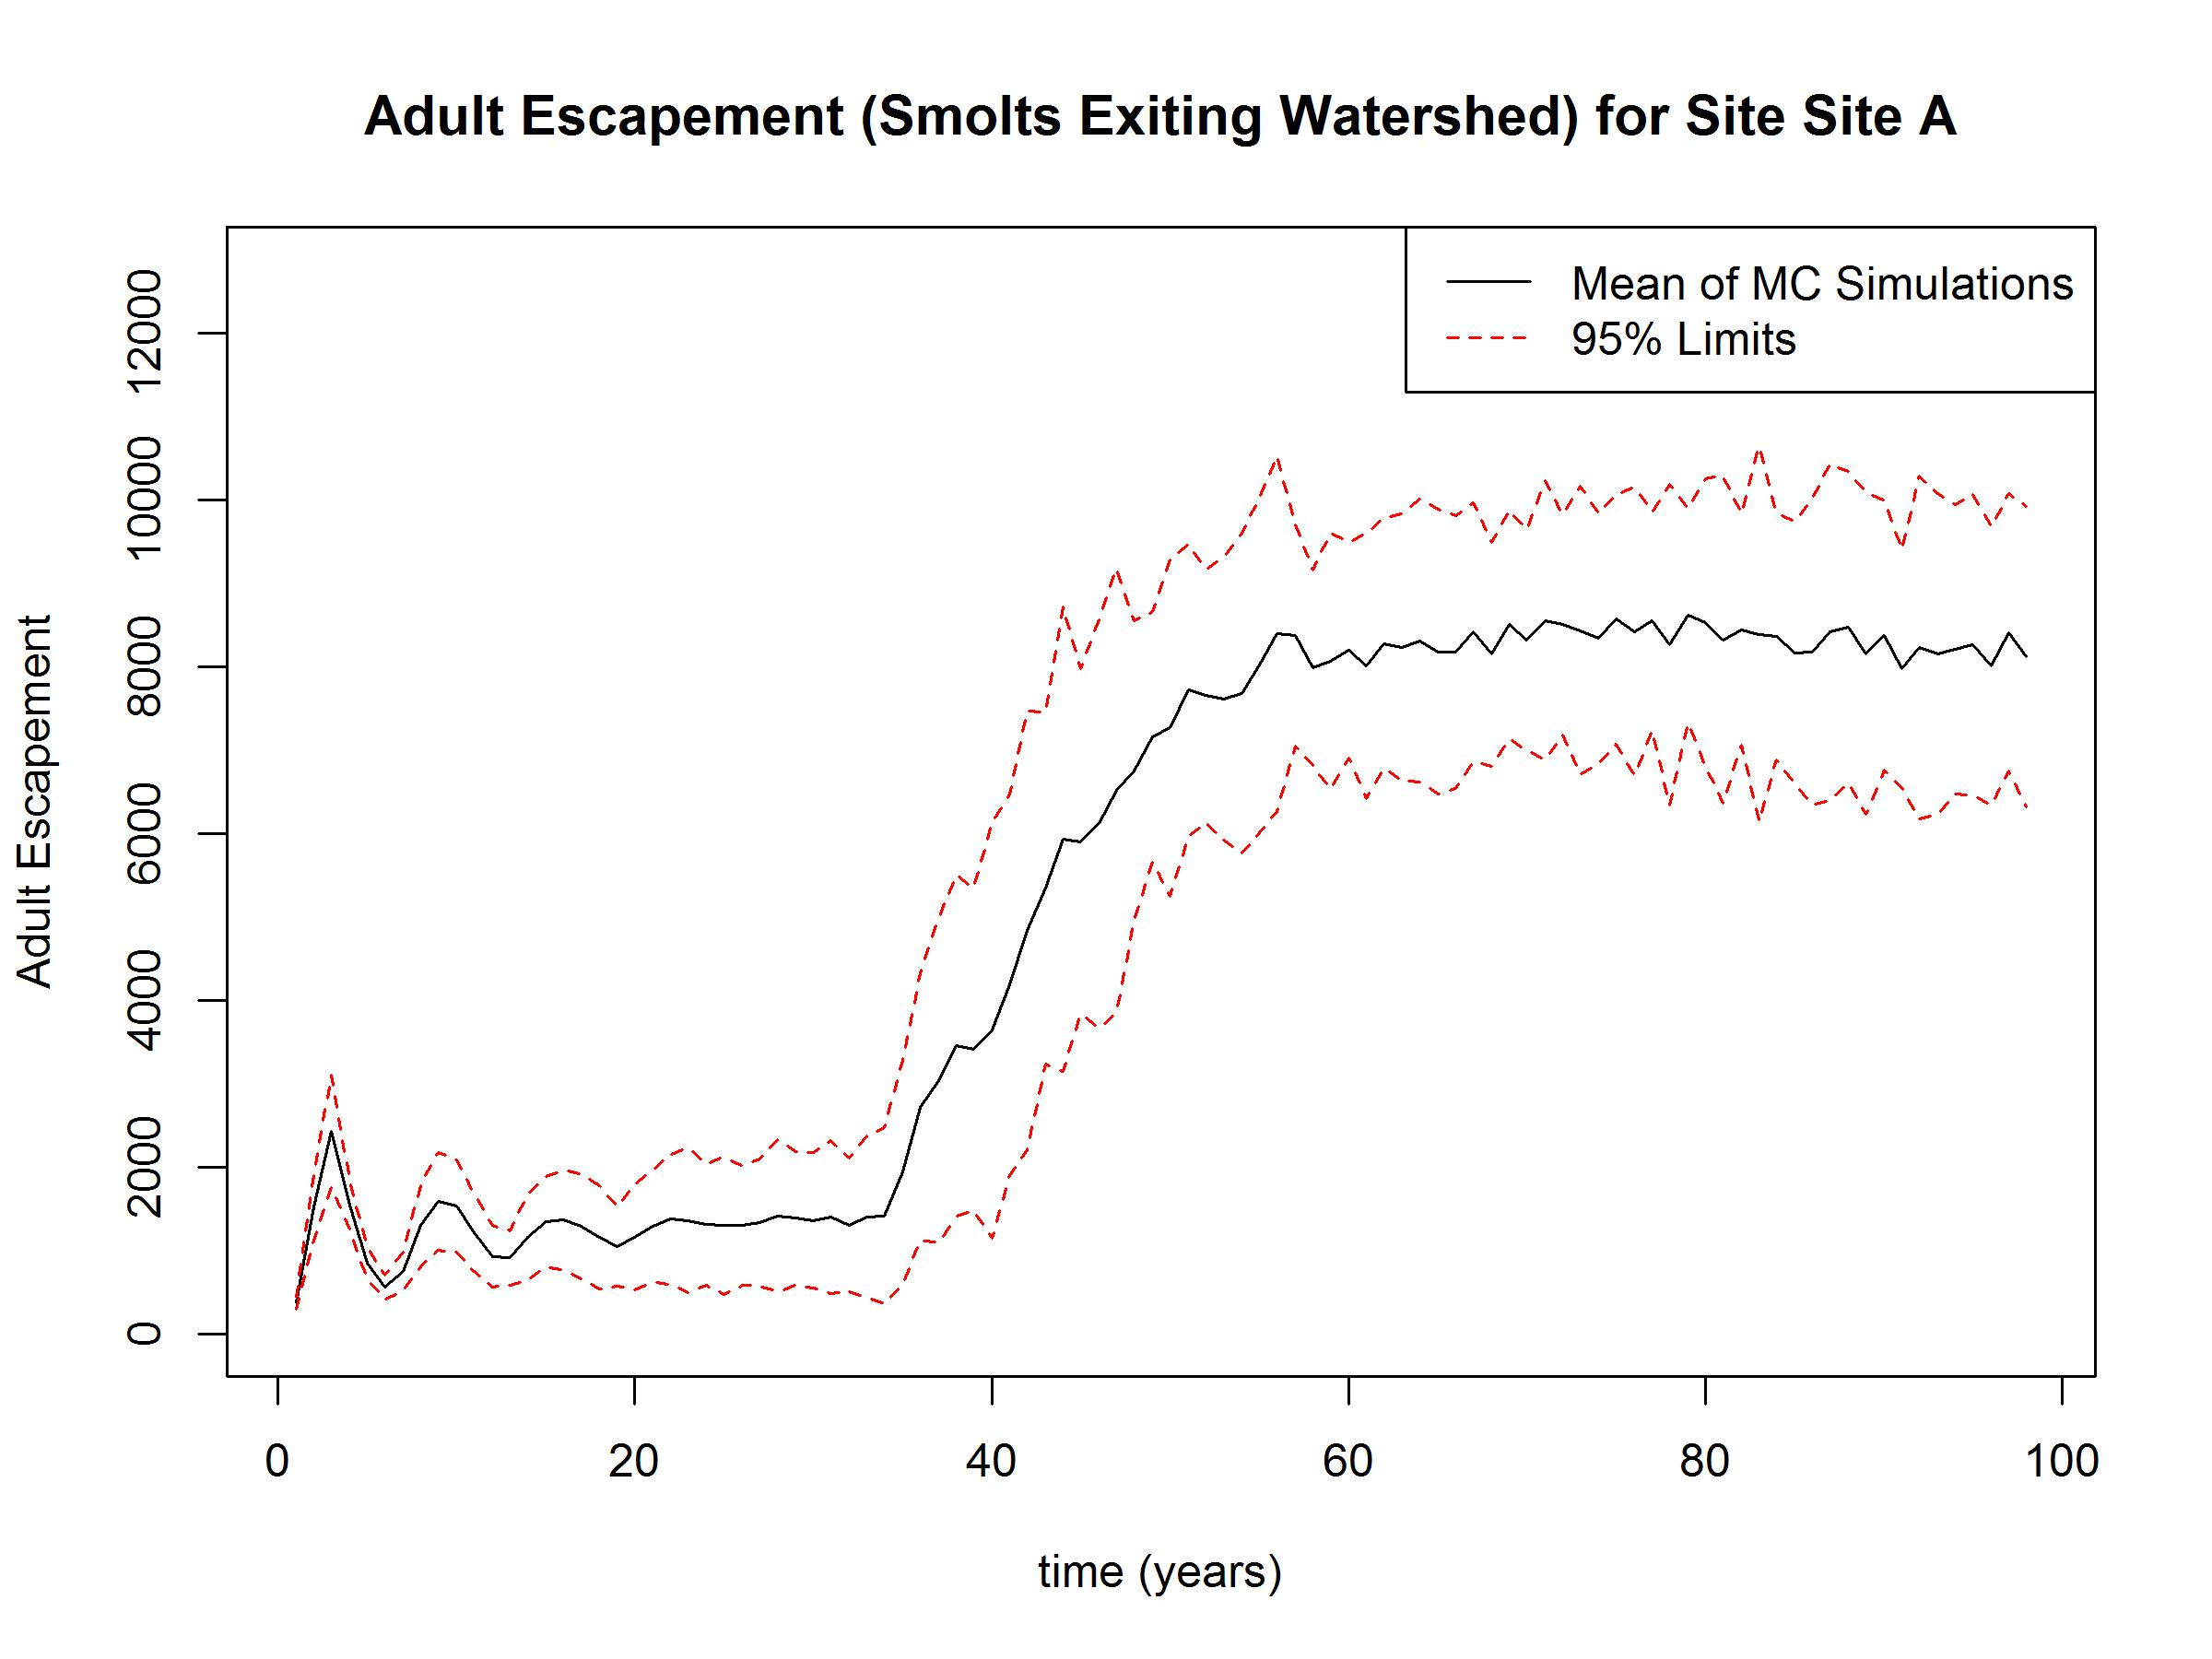 Adult Escapement (Smolts Exiting Watershed) for Site Site A
Mean of MC Simulations
95% Limits
Adult Escapement
12000
10000
8000
6000
4000
2000
0
0 20 40 60 80 100
time (years)